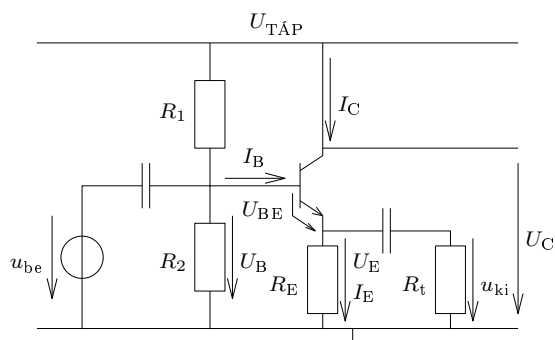 U_TÁP
R_1
I_C
I_B
U_BE
u_be
R_2
U_B
R_E
U_E
I_E
R_t
u_ki
U_C